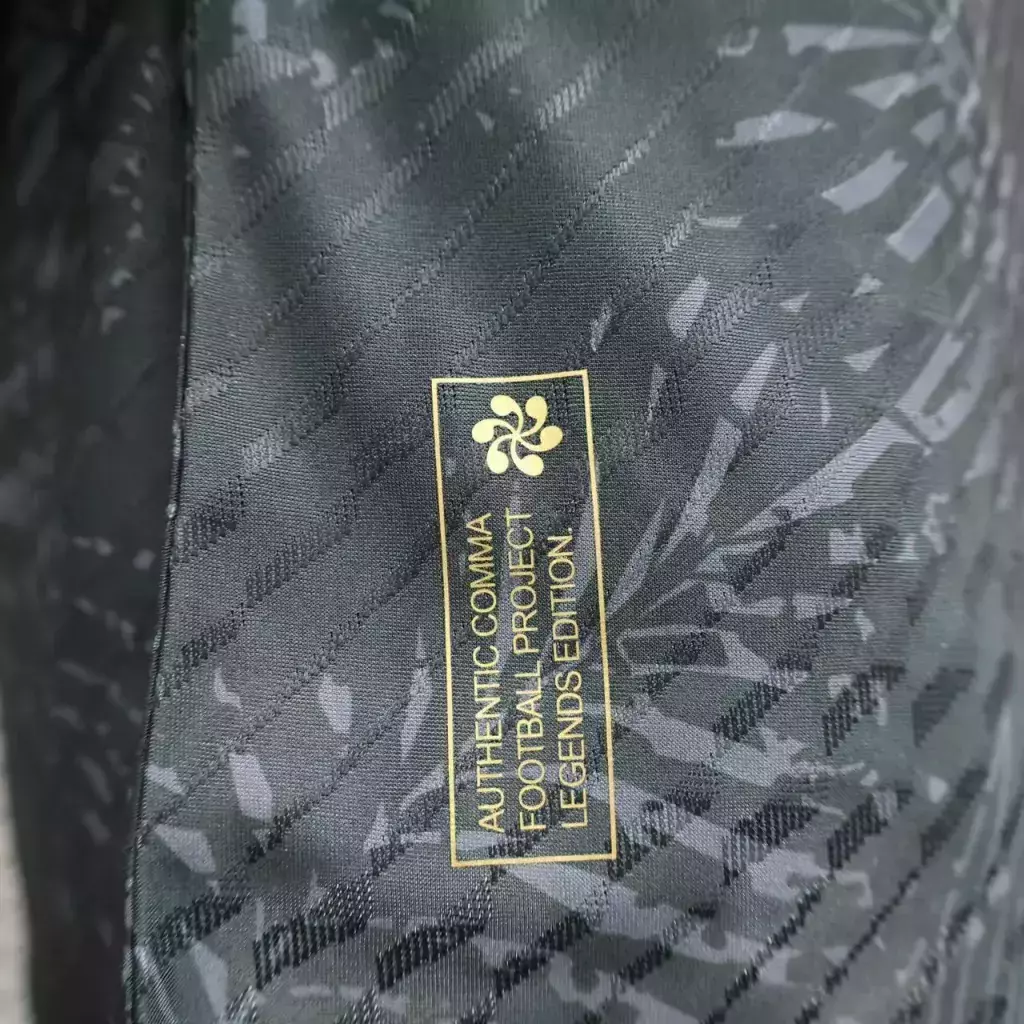 AUTHENTIC COMMA
FOOTBALL PROJECT
LEGENDS EDITION.